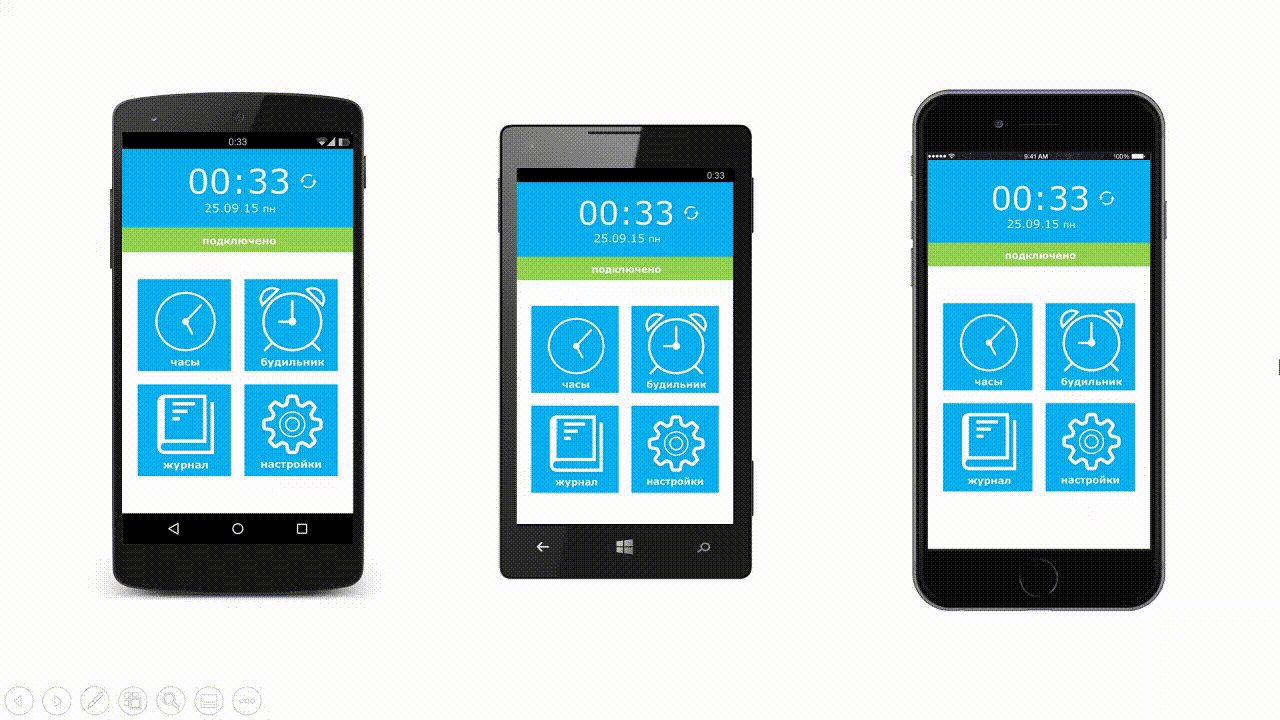 0:33
00:33
25.09.15 пн
подключено
часы
будильник
журнал
настройки
0:33
00:33
25.09.15 пн
подключено
часы
будильник
журнал
настройки
9:41 AM
100%
00:33
25.09.15 пн
подключено
часы
будильник
журнал
настройки